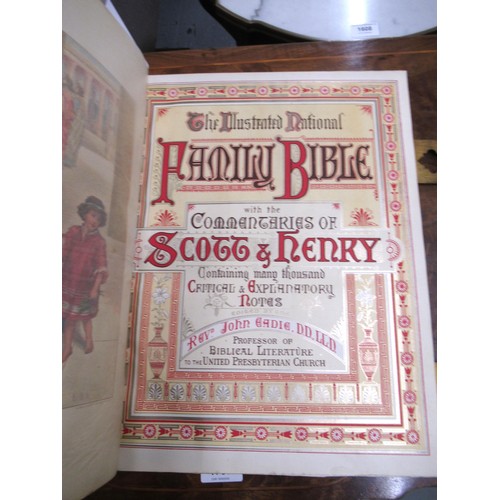 The Illustrated National
FAMILY BIBLE
with the
COMMENTARIES OF
SCOTT & HENRY
Containing many thousand
CRITICAL & EXPLANATORY
NOTES
REVD. JOHN EADIE, DD, LLD
PROFESSOR OF
BIBLICAL LITERATURE
TO THE UNITED PRESBYTERIAN CHURCH